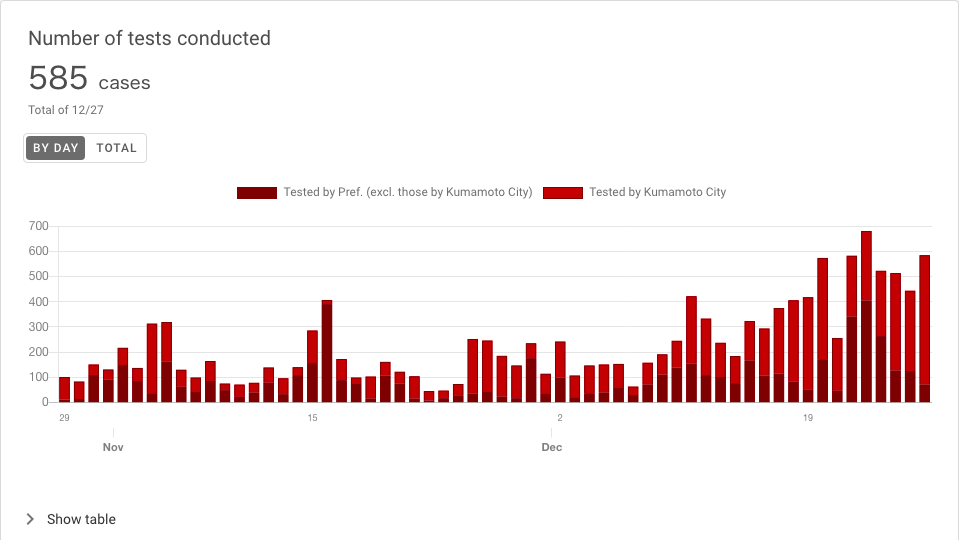 Number of tests conducted
585 cases
Total of 12/27
BY DAY TOTAL
Tested by Pref. (excl. those by Kumamoto City) Tested by Kumamoto City
700
600
500
400
300
200
100
0
29 15 2 19
Nov Dec
Show table